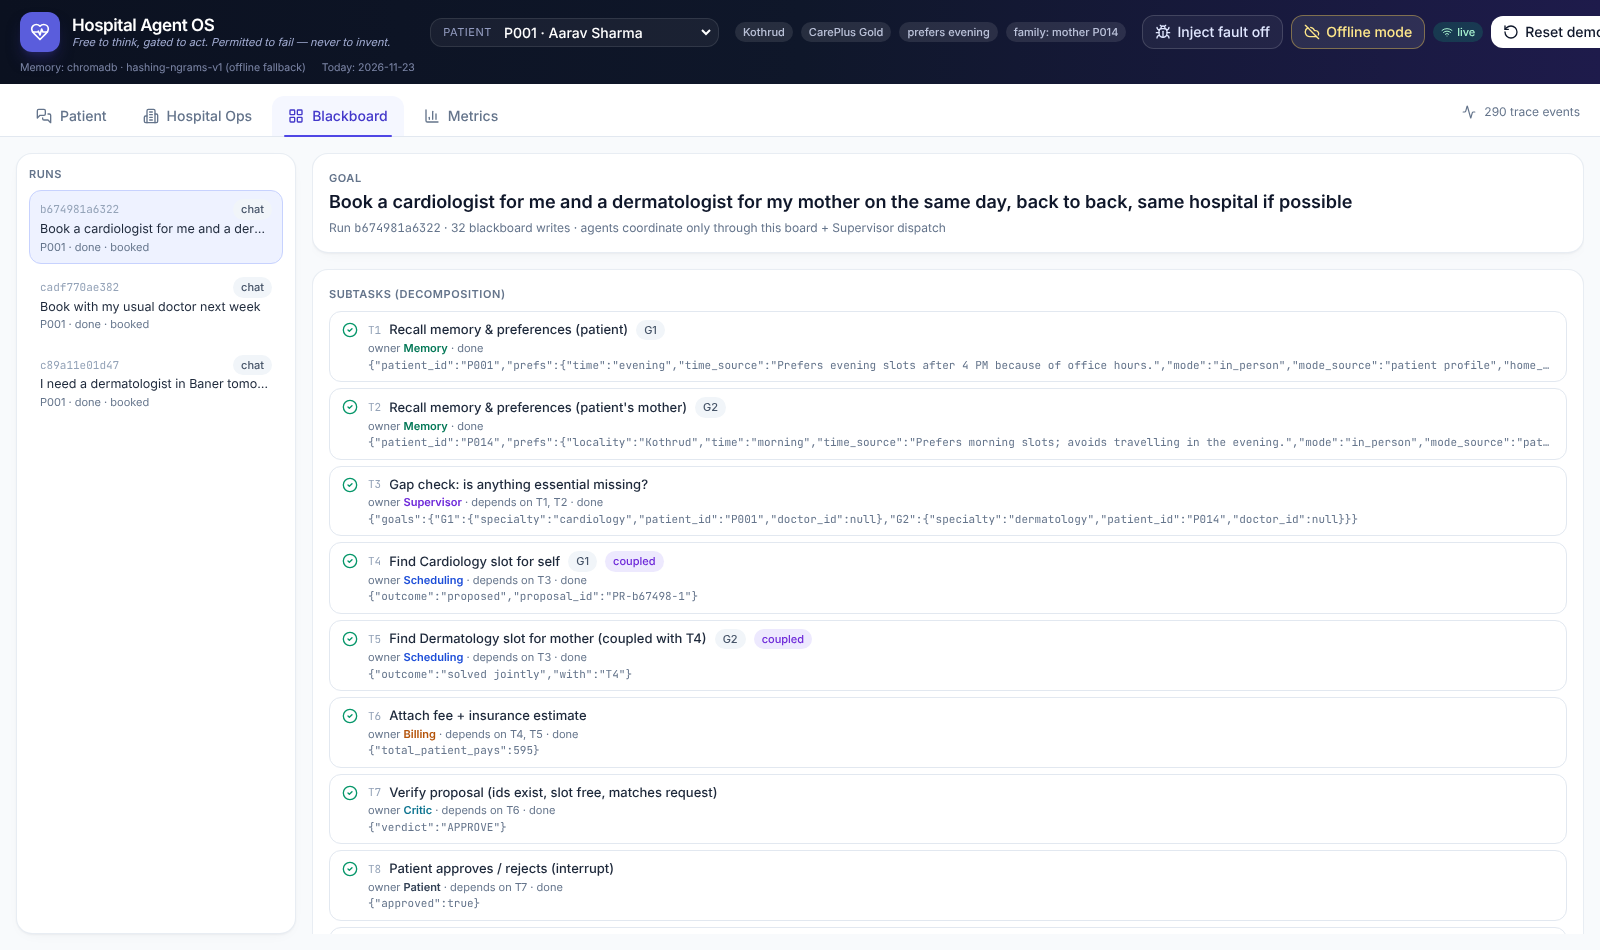 Hospital Agent OS
Free to think, gated to act. Permitted to fail — never to invent.
PATIENT P001 · Aarav Sharma
Kothrud
CarePlus Gold
prefers evening
family: mother P014
Inject fault off
Offline mode
live
Reset demo
Memory: chromadb · hashing-ngrams-v1 (offline fallback) Today: 2026-11-23
Patient
Hospital Ops
Blackboard
Metrics
290 trace events
RUNS
b674981a6322 chat
Book a cardiologist for me and a der...
P001 · done · booked
cadf770ae382 chat
Book with my usual doctor next week
P001 · done · booked
c89a11e01d47 chat
I need a dermatologist in Baner tomo...
P001 · done · booked
GOAL
Book a cardiologist for me and a dermatologist for my mother on the same day, back to back, same hospital if possible
Run b674981a6322 · 32 blackboard writes · agents coordinate only through this board + Supervisor dispatch
SUBTASKS (DECOMPOSITION)
T1 Recall memory & preferences (patient) G1
owner Memory · done
{"patient_id":"P001","prefs":{"time":"evening","time_source":"Prefers evening slots after 4 PM because of office hours.","mode":"in_person","mode_source":"patient profile","home_…
T2 Recall memory & preferences (patient's mother) G2
owner Memory · done
{"patient_id":"P014","prefs":{"locality":"Kothrud","time":"morning","time_source":"Prefers morning slots; avoids travelling in the evening.","mode":"in_person","mode_source":"pat…
T3 Gap check: is anything essential missing?
owner Supervisor · depends on T1, T2 · done
{"goals":{"G1":{"specialty":"cardiology","patient_id":"P001","doctor_id":null},"G2":{"specialty":"dermatology","patient_id":"P014","doctor_id":null}}}
T4 Find Cardiology slot for self G1 coupled
owner Scheduling · depends on T3 · done
{"outcome":"proposed","proposal_id":"PR-b67498-1"}
T5 Find Dermatology slot for mother (coupled with T4) G2 coupled
owner Scheduling · depends on T3 · done
{"outcome":"solved jointly","with":"T4"}
T6 Attach fee + insurance estimate
owner Billing · depends on T4, T5 · done
{"total_patient_pays":595}
T7 Verify proposal (ids exist, slot free, matches request)
owner Critic · depends on T6 · done
{"verdict":"APPROVE"}
T8 Patient approves / rejects (interrupt)
owner Patient · depends on T7 · done
{"approved":true}